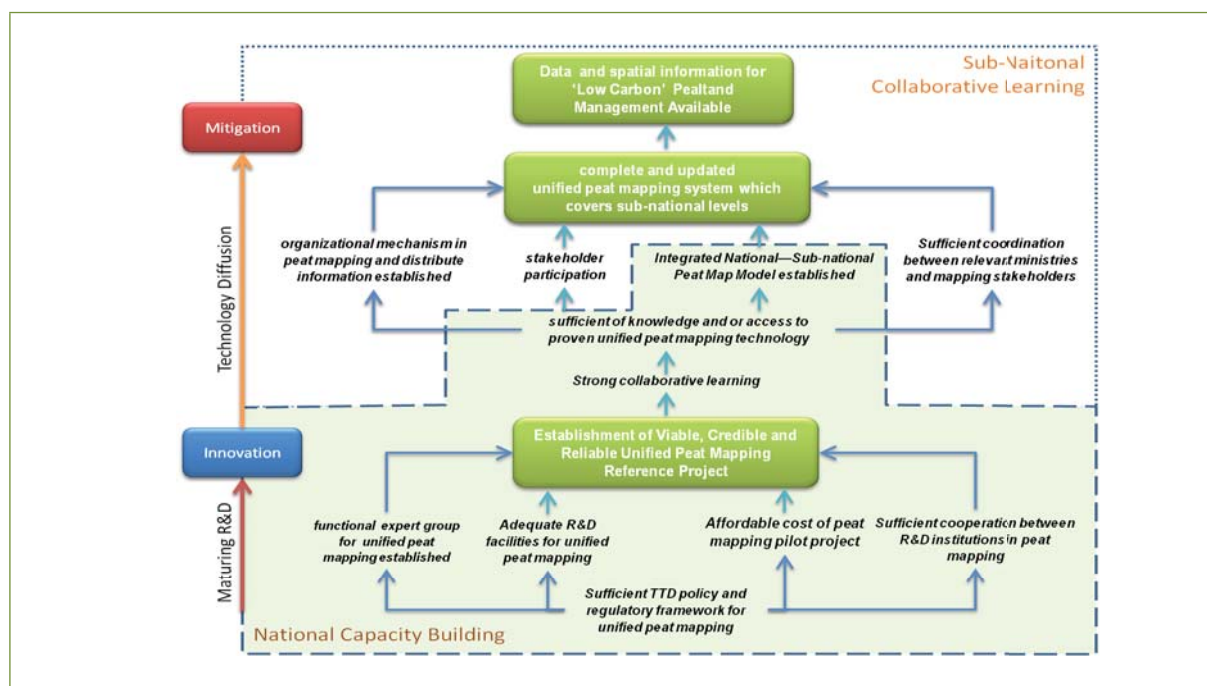 Sub-Naitonal
Collaborative Learning
Data and spatial information for
'Low Carbon' Pealtand
Management Available
Mitigation
complete and updated
unified peat mapping system which
covers sub-national levels
Technology Diffusion
organizational mechanism in
peat mapping and distribute
information established
stakeholder
participation
Integrated National—Sub-national
Peat Map Model established
Sufficient coordination
between relevant ministries
and mapping stakeholders
sufficient of knowledge and or access to
proven unified peat mapping technology
Strong collaborative learning
Innovation
Establishment of Viable, Credible and
Reliable Unified Peat Mapping
Reference Project
Maturing R&D
functional expert group
for unified peat
mapping established
Adequate R&D
facilities for unified
peat mapping
Affordable cost of peat
mapping pilot project
Sufficient cooperation between
R&D institutions in peat
mapping
Sufficient TTD policy and
regulatory framework for
unified peat mapping
National Capacity Building